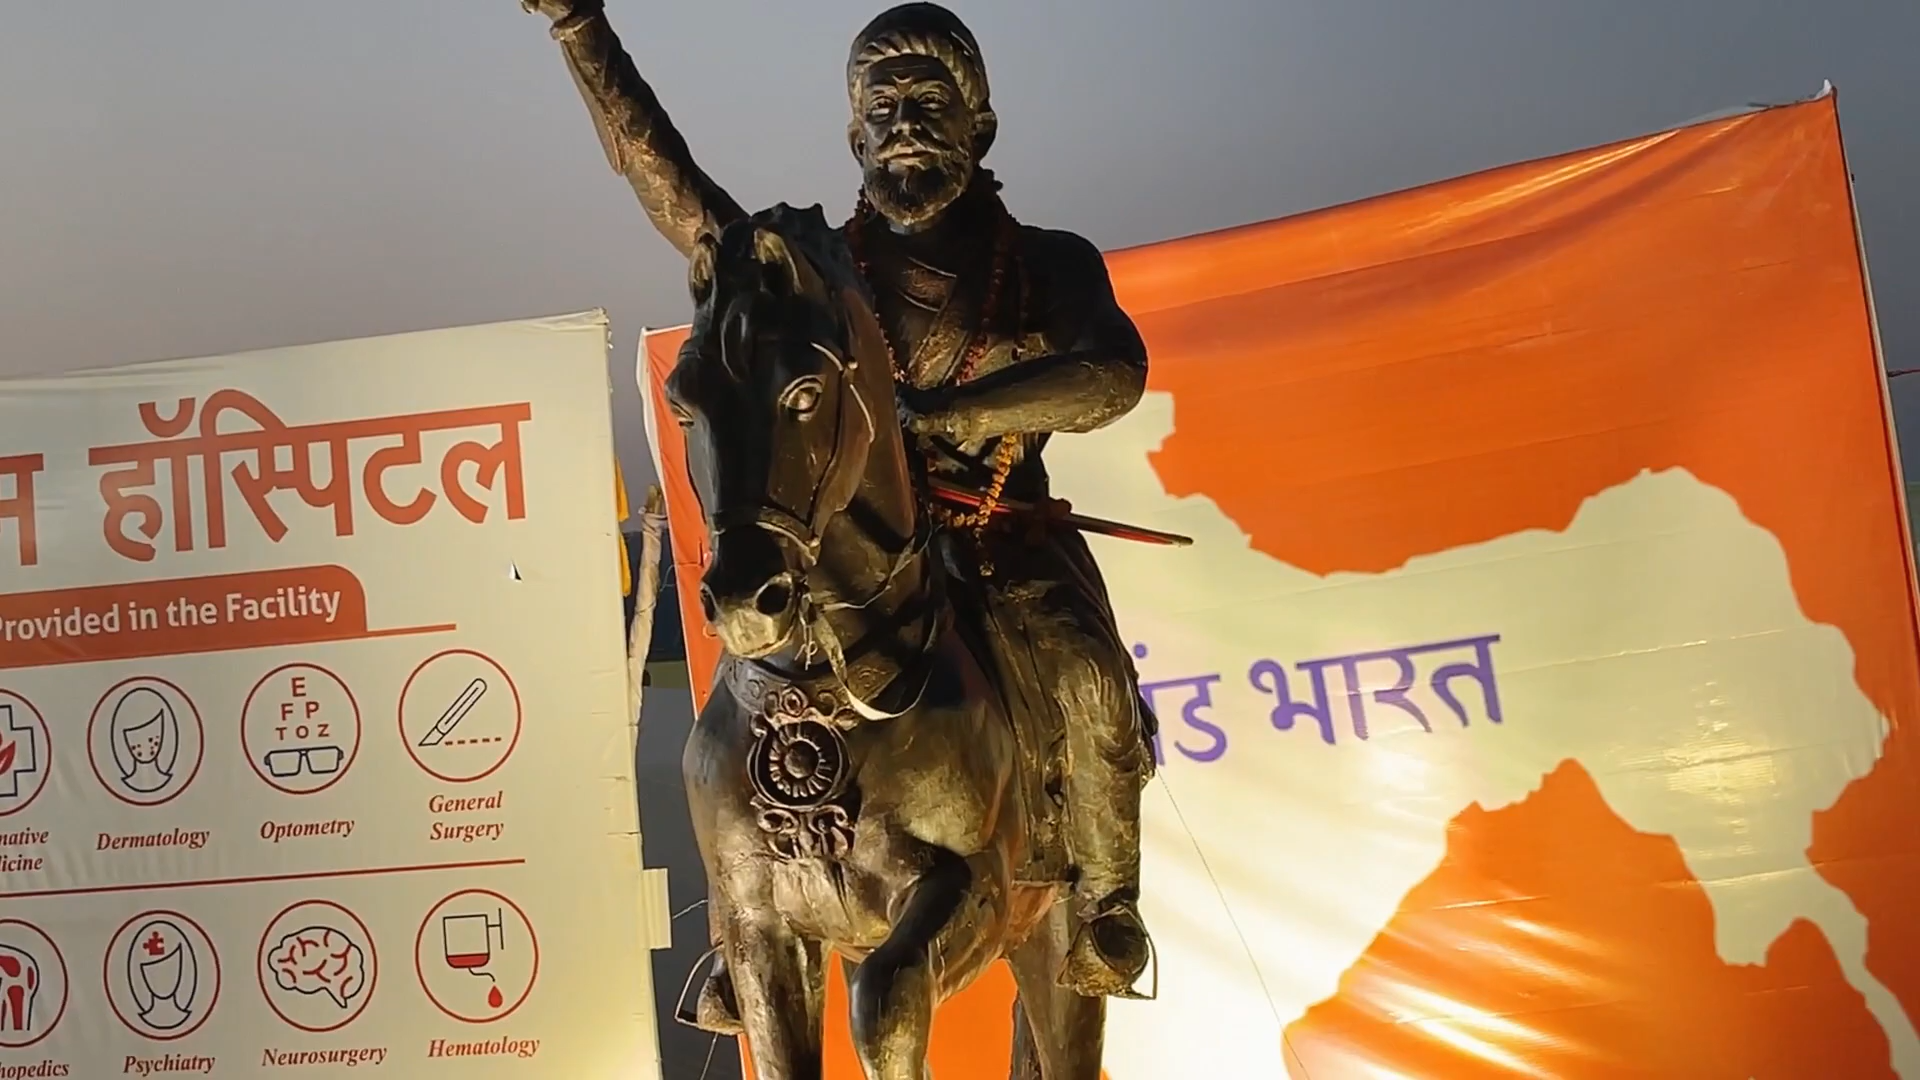 हॉस्पिटल
Provided in the Facility
E
F P
T O Z
Dermatology
Optometry
General
Surgery
Psychiatry
Neurosurgery
Hematology
भारत